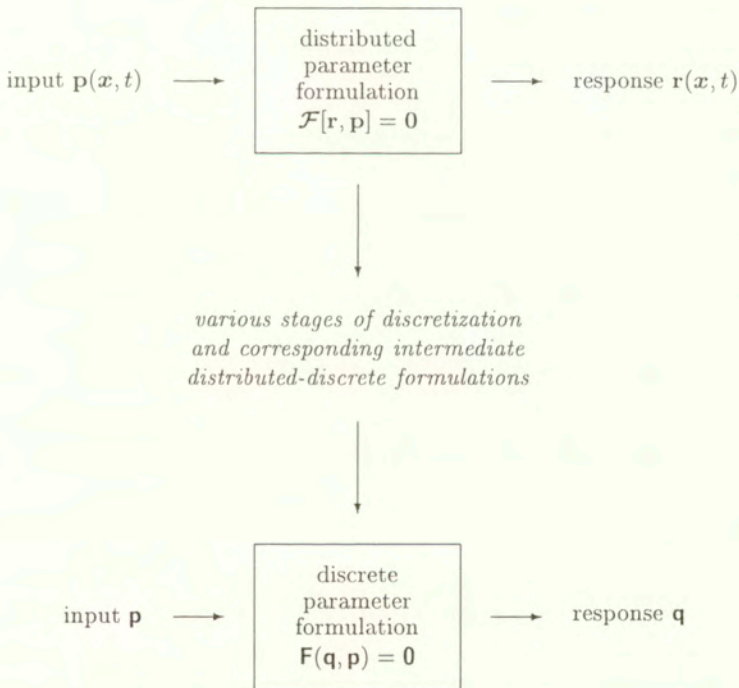 distributed
parameter
formulation
input p(x, t)
response r(x, t)
ℱ[r, p] = 0
various stages of discretization
and corresponding intermediate
distributed-discrete formulations
discrete
parameter
formulation
input p
response q
F(q, p) = 0